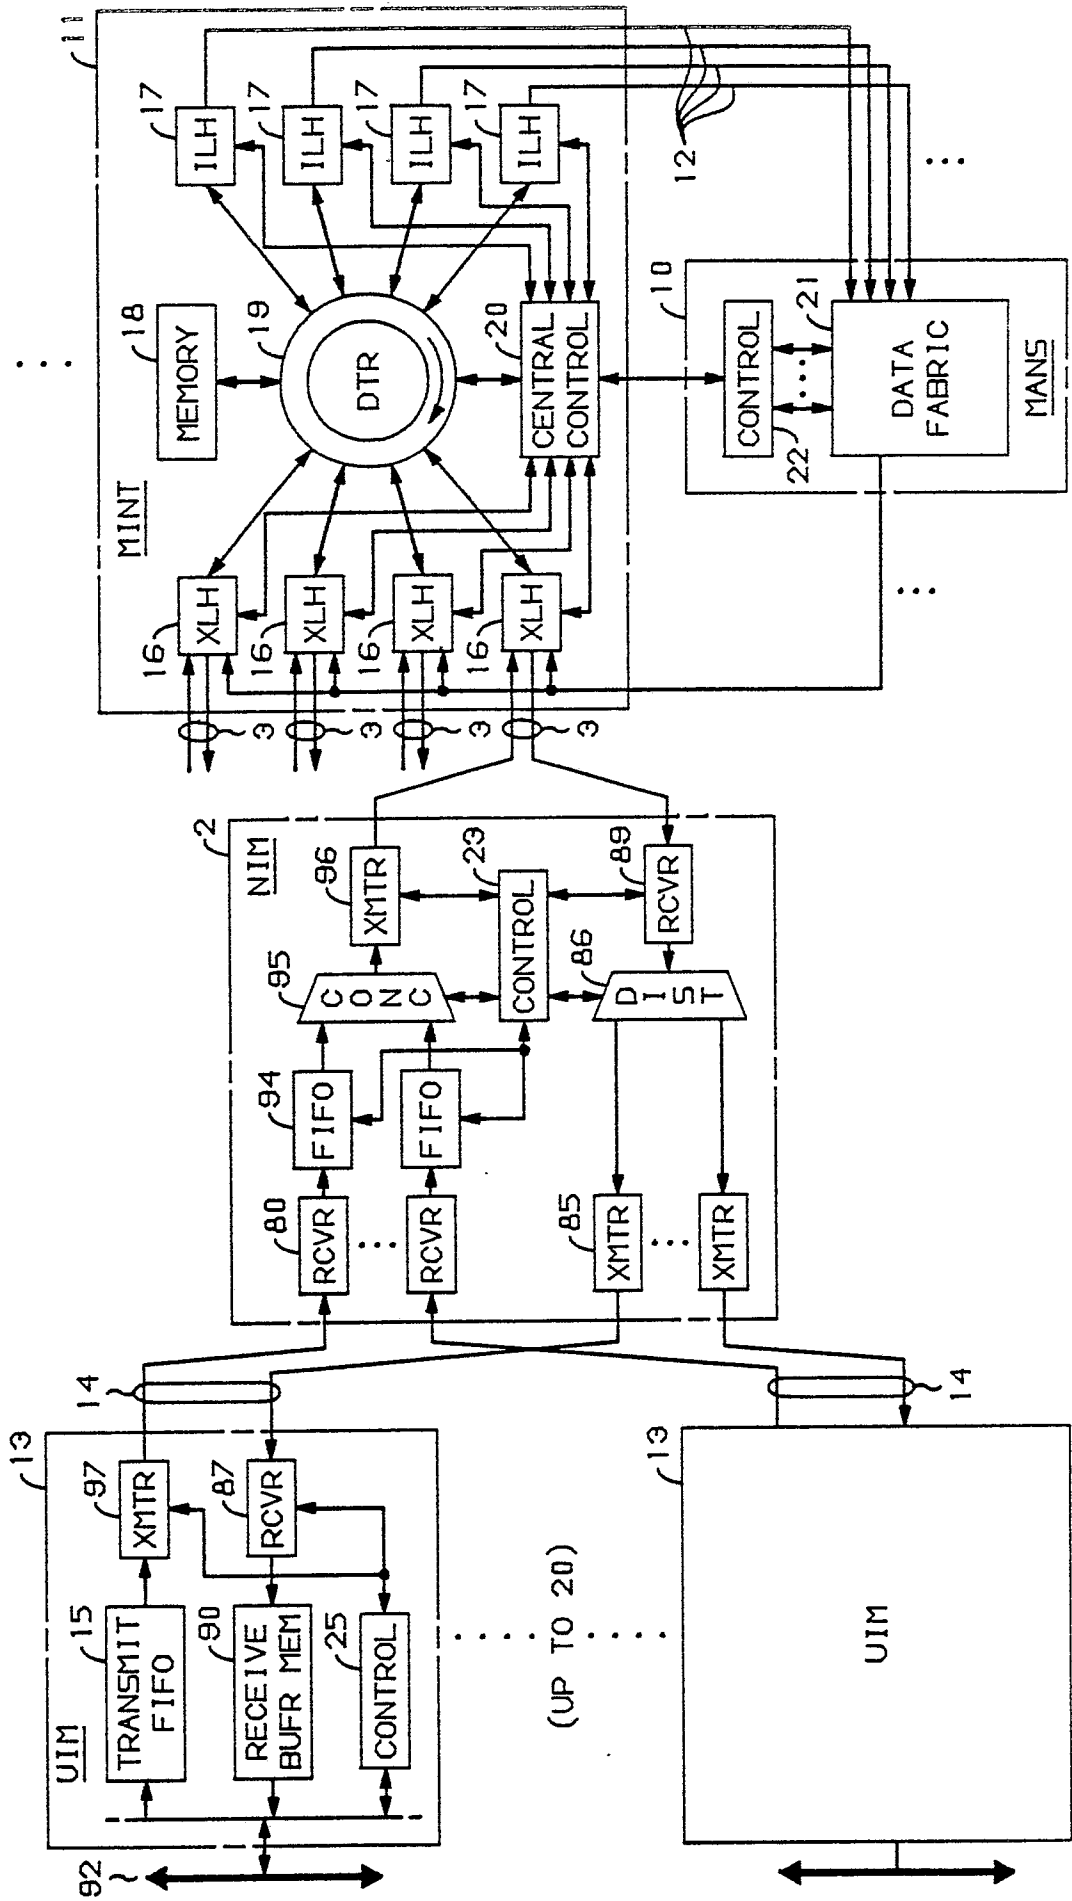 92
13
UIM
15
TRANSMIT
FIFO
97
XMTR
90
RECEIVE
BUFR MEM
87
RCVR
25
CONTROL
14
(UP TO 20)
13
UIM
14
2
NIM
80
RCVR
94
FIFO
95
CONC
96
XMTR
RCVR
FIFO
23
CONTROL
85
XMTR
XMTR
86
DIST
89
RCVR
11
MINT
3
3
3
3
16
XLH
16
XLH
16
XLH
16
XLH
18
MEMORY
19
DTR
20
CENTRAL
CONTROL
17
ILH
17
ILH
17
ILH
17
ILH
12
10
CONTROL
22
21
DATA
FABRIC
MANS